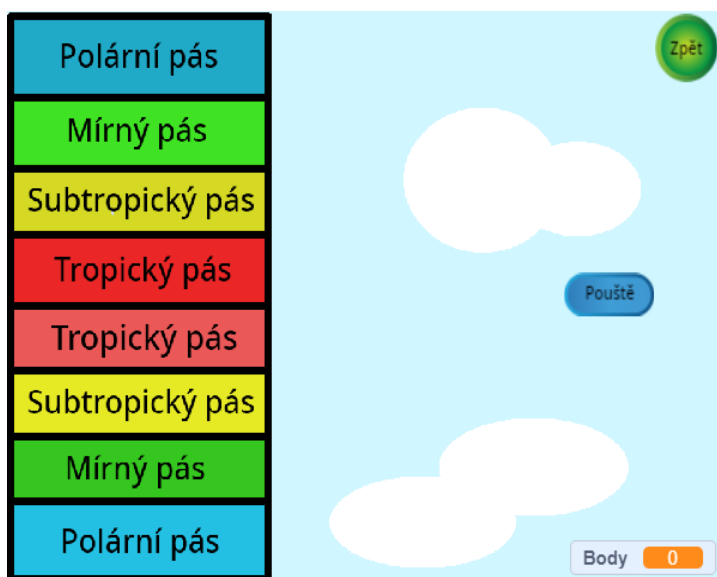 Polární pás
Mírný pás
Subtropický pás
Tropický pás
Tropický pás
Subtropický pás
Mírný pás
Polární pás
Zpět
Pouště
Body 0